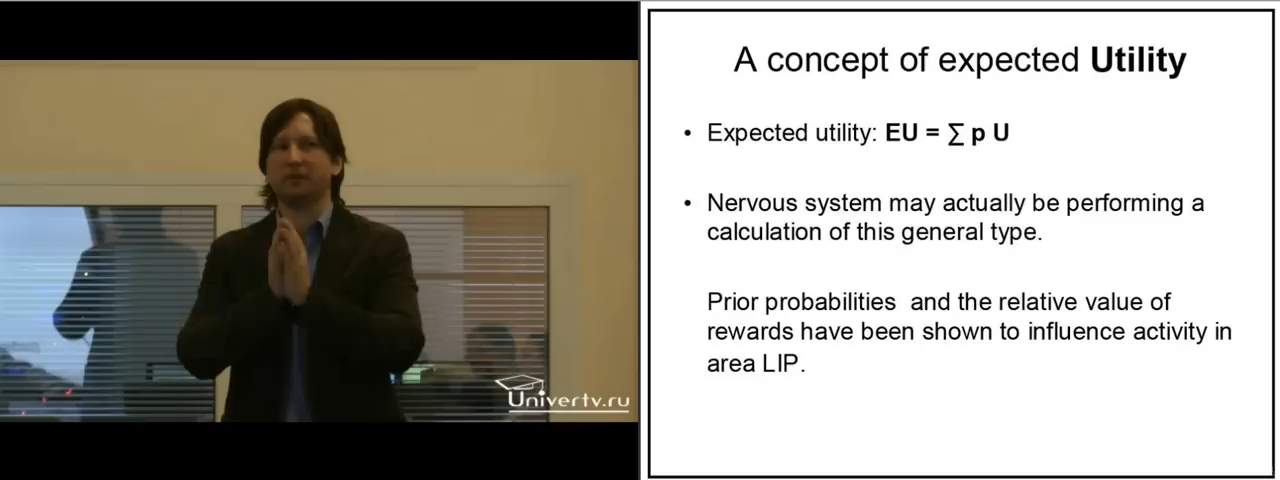 A concept of expected Utility
• Expected utility: EU = ∑ p U
• Nervous system may actually be performing a
calculation of this general type.
Prior probabilities  and the relative value of
rewards have been shown to influence activity in
area LIP.
Univertv.ru